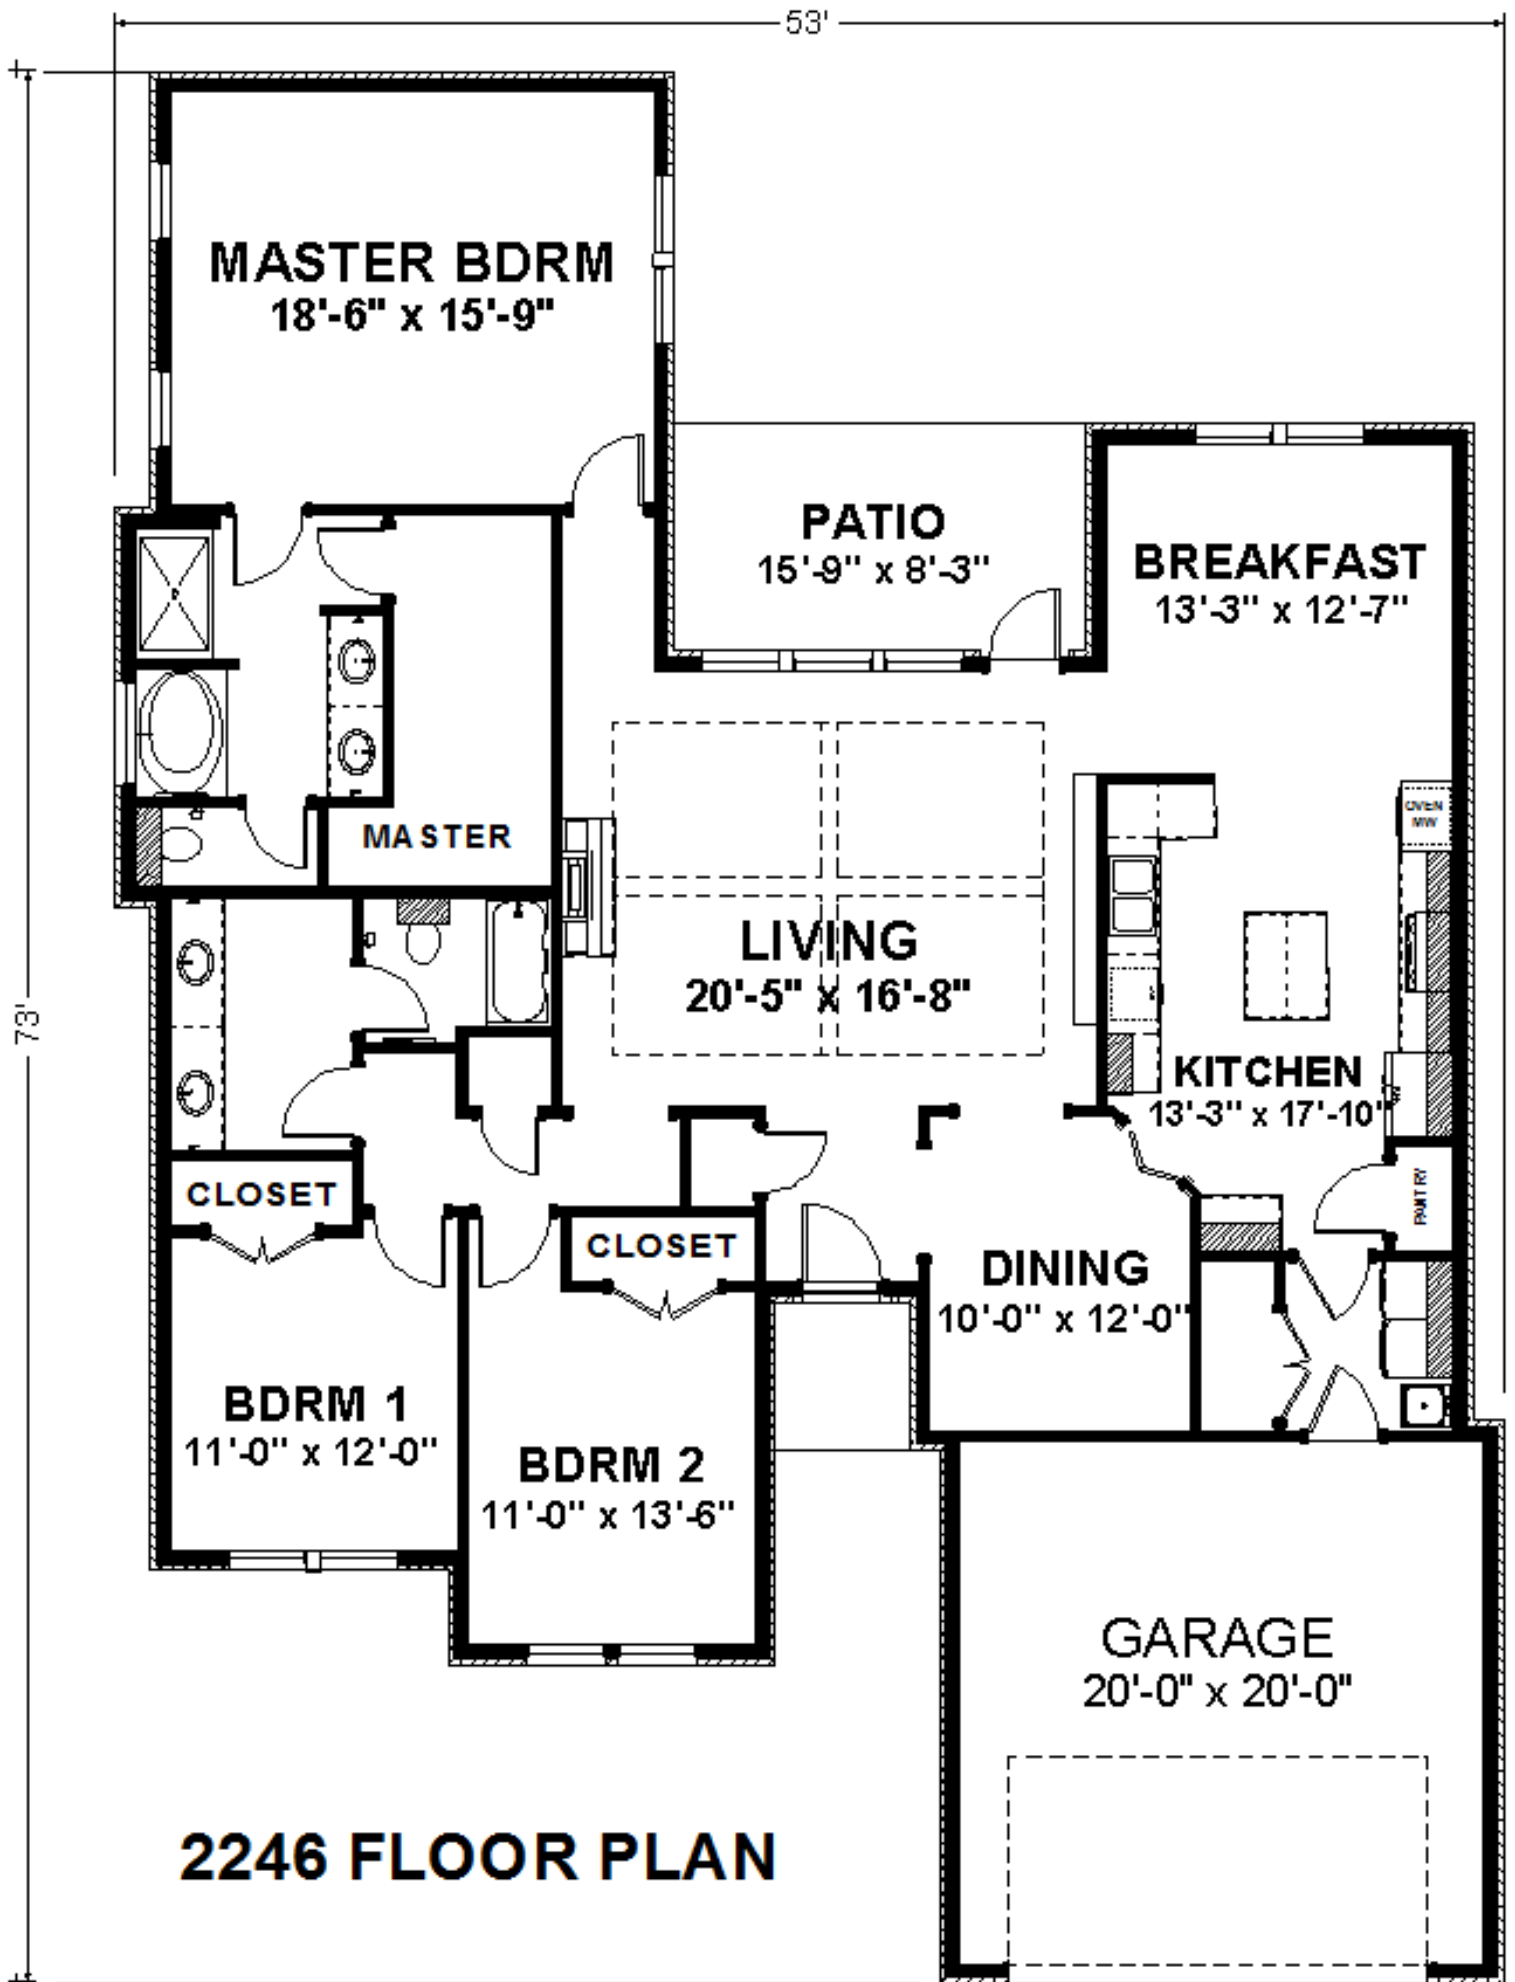 53'
MASTER BDRM
18'-6" x 15'-9"
PATIO
15'-9" x 8'-3"
BREAKFAST
13'-3" x 12'-7"
OVEN
MW
MASTER
LIVING
20'-5" x 16'-8"
73'
KITCHEN
13'-3" x 17'-10"
PANTRY
CLOSET
CLOSET
DINING
10'-0" x 12'-0"
BDRM 1
11'-0" x 12'-0"
BDRM 2
11'-0" x 13'-6"
GARAGE
20'-0" x 20'-0"
2246 FLOOR PLAN